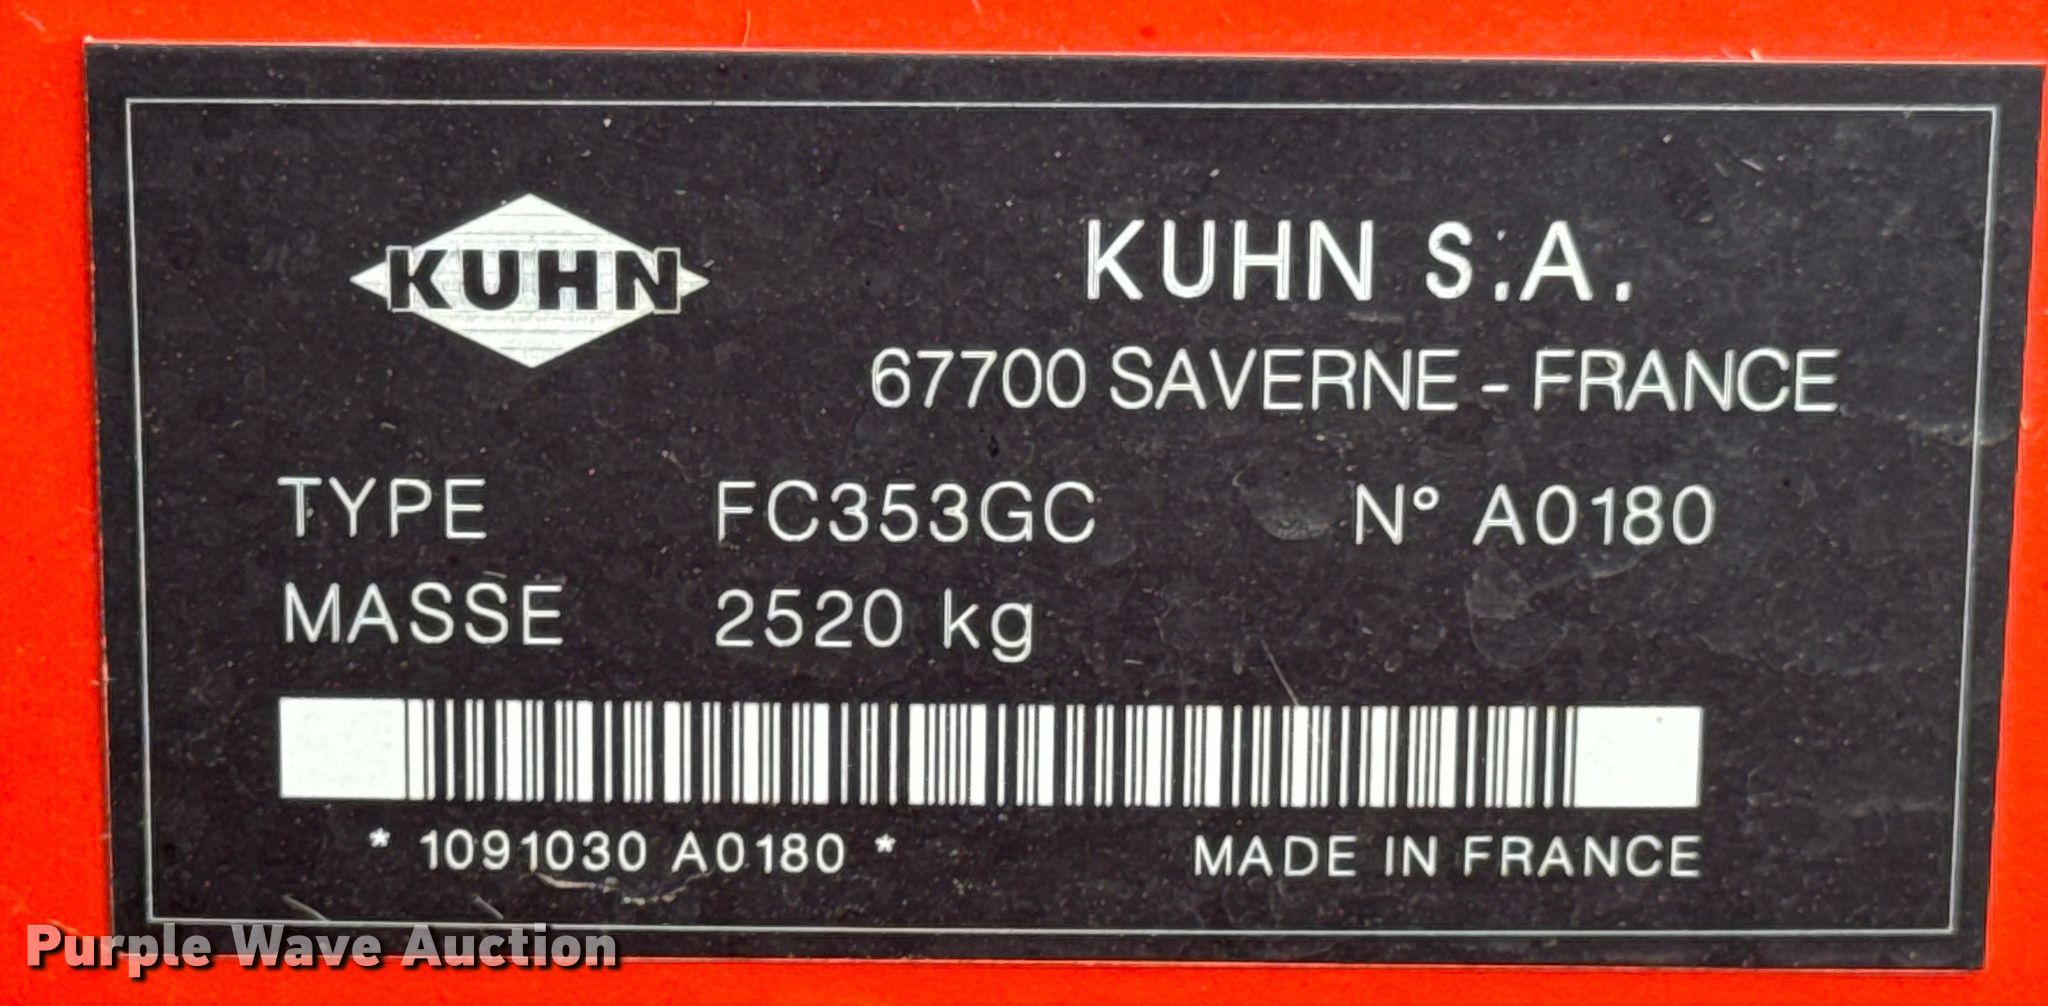 KUHN
KUHN S.A.
67700 SAVERNE - FRANCE
TYPE FC353GC N° A0180
MASSE 2520 kg
* 1091030 A0180 * MADE IN FRANCE
Purple Wave Auction